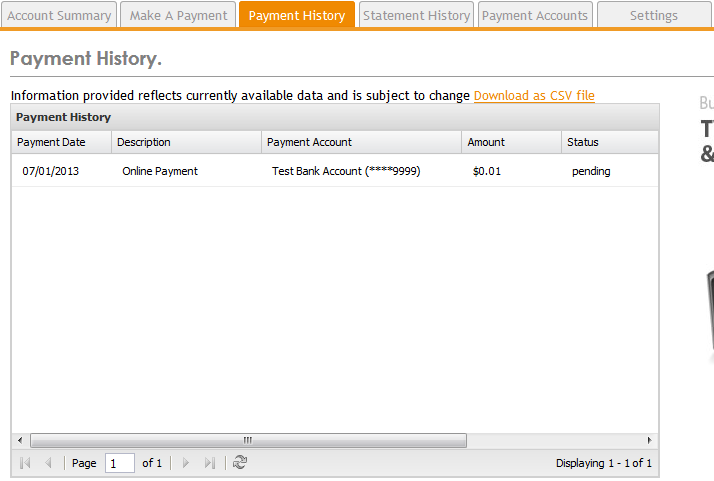 Account Summary Make A Payment Payment History Statement History Payment Accounts Settings
Payment History.
Information provided reflects currently available data and is subject to change Download as CSV file
Bu
Payment History
T
&
Payment Date Description Payment Account Amount Status
07/01/2013 Online Payment Test Bank Account (****9999) $0.01 pending
Page 1 of 1 Displaying 1 - 1 of 1